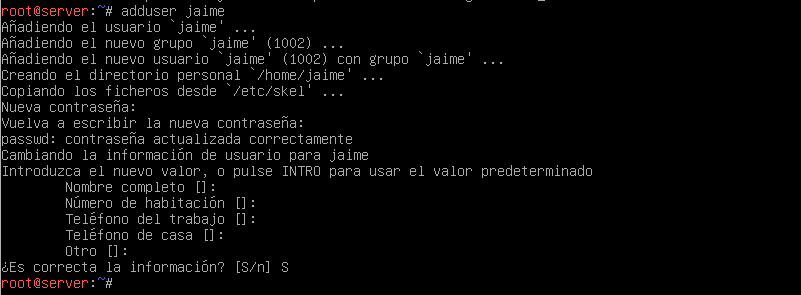 root@server:~# adduser jaime
Añadiendo el usuario `jaime' ...
Añadiendo el nuevo grupo `jaime' (1002) ...
Añadiendo el nuevo usuario `jaime' (1002) con grupo `jaime' ...
Creando el directorio personal `/home/jaime' ...
Copiando los ficheros desde `/etc/skel' ...
Nueva contraseña:
Vuelva a escribir la nueva contraseña:
passwd: contraseña actualizada correctamente
Cambiando la información de usuario para jaime
Introduzca el nuevo valor, o pulse INTRO para usar el valor predeterminado
Nombre completo []:
Número de habitación []:
Teléfono del trabajo []:
Teléfono de casa []:
Otro []:
¿Es correcta la información? [S/n] S
root@server:~#